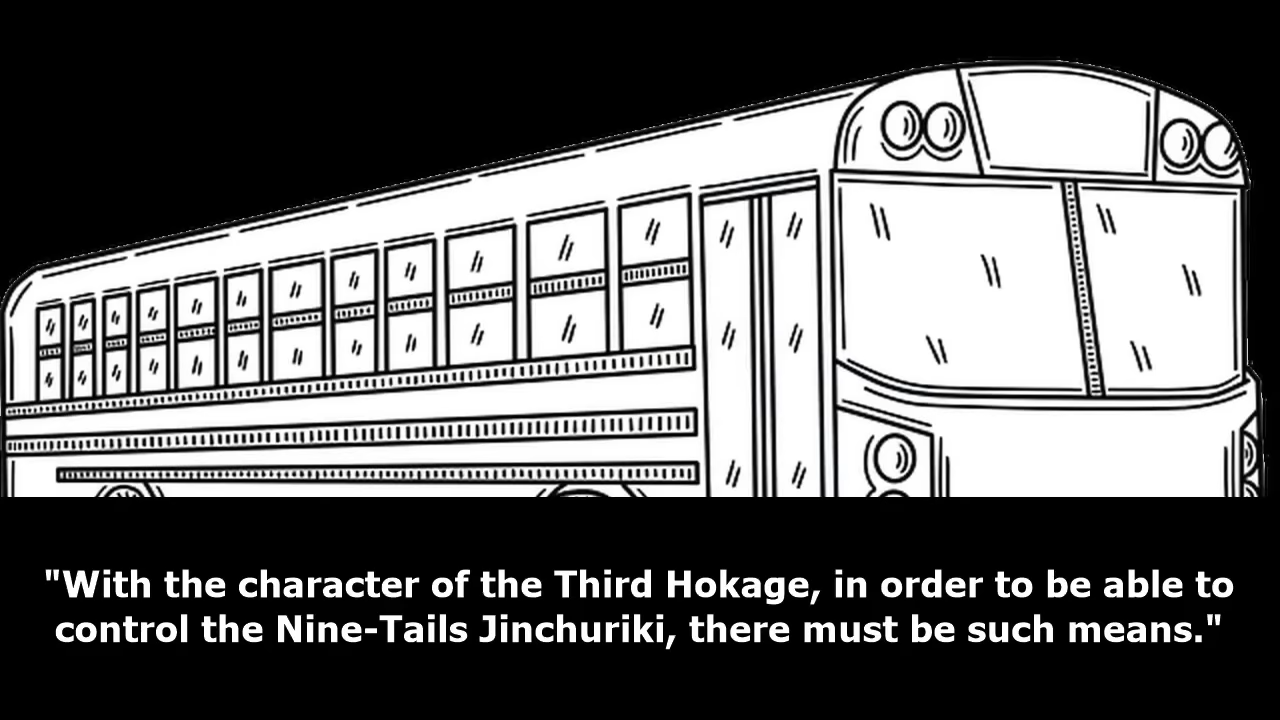 "With the character of the Third Hokage, in order to be able to
control the Nine-Tails Jinchuriki, there must be such means."